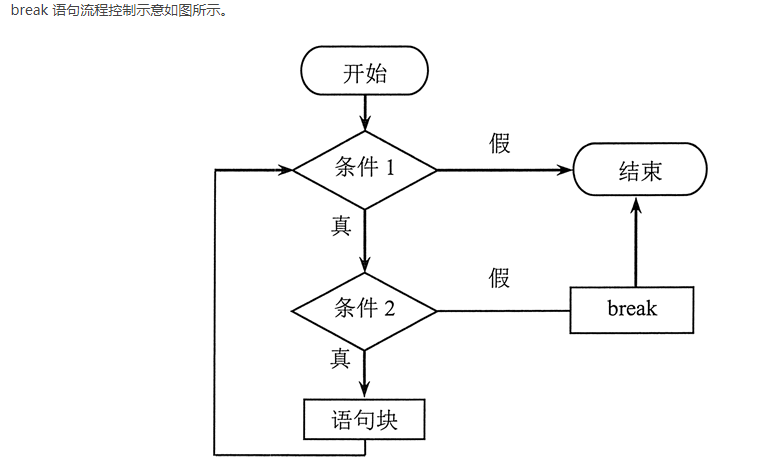 break 语句流程控制示意如图所示。
开始
条件 1
假
结束
真
条件 2
假
break
真
语句块